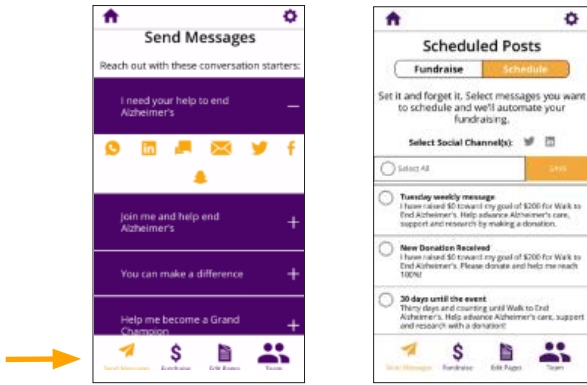 Send Messages
Reach out with these conversation starters:
I need your help to end
Alzheimer's
Join me and help end
Alzheimer's
You can make a difference
Help me become a Grand
Champion
Send Messages
Fundraise
Edit Pages
Team
Scheduled Posts
Fundraise
Schedule
Set it and forget it. Select messages you want
to schedule and we'll automate your
fundraising.
Select Social Channel(s):
Select All
SAVE
Tuesday weekly message
I have raised $0 toward my goal of $200 for Walk to
End Alzheimer's. Help advance Alzheimer's care,
support and research by making a donation.
New Donation Received
I have raised $0 toward my goal of $200 for Walk to
End Alzheimer's. Please donate and help me reach
100%!
30 days until the event
Thirty days and counting until Walk to End
Alzheimer's. Help advance Alzheimer's care, support
and research with a donation!
Send Messages
Fundraise
Edit Pages
Team